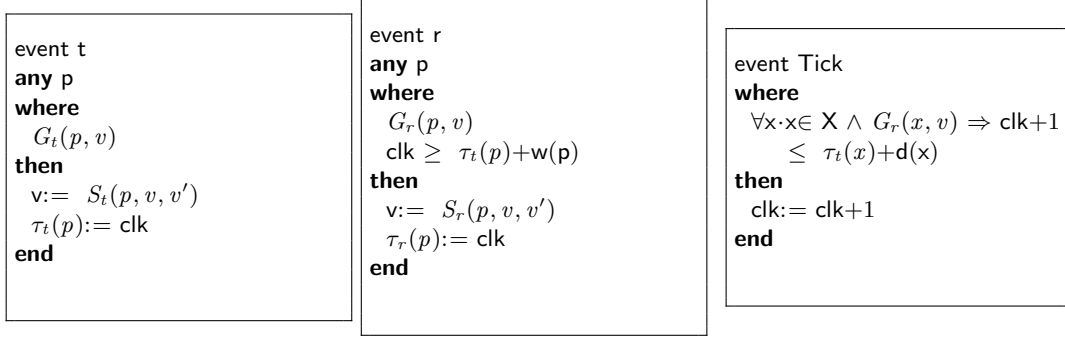 event t
any p
where
G_t(p, v)
then
v:= S_t(p, v, v′)
τ_t(p):= clk
end
event r
any p
where
G_r(p, v)
clk ≥ τ_t(p)+w(p)
then
v:= S_r(p, v, v′)
τ_r(p):= clk
end
event Tick
where
∀x·x∈ X ∧ G_r(x, v) ⇒ clk+1
≤ τ_t(x)+d(x)
then
clk:= clk+1
end